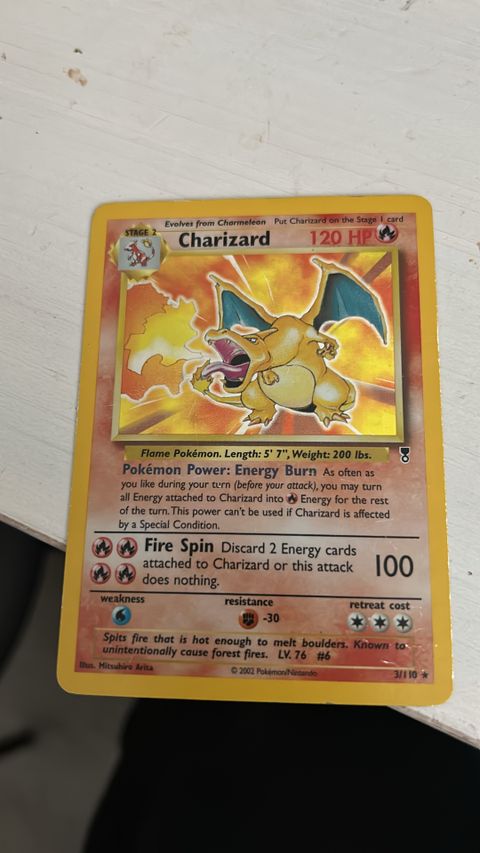 Evolves from Charmeleon Put Charizard on the Stage 1 card
STAGE 2
Charizard 120 HP
Flame Pokémon. Length: 5' 7", Weight: 200 lbs.
Pokémon Power: Energy Burn As often as
you like during your turn (before your attack), you may turn
all Energy attached to Charizard into Energy for the rest
of the turn. This power can't be used if Charizard is affected
by a Special Condition.
Fire Spin Discard 2 Energy cards
attached to Charizard or this attack
does nothing.
100
weakness resistance retreat cost
-30
Spits fire that is hot enough to melt boulders. Known to
unintentionally cause forest fires. LV. 76 #6
Illus. Mitsuhiro Arita © 2002 Pokémon/Nintendo 3/110 ★